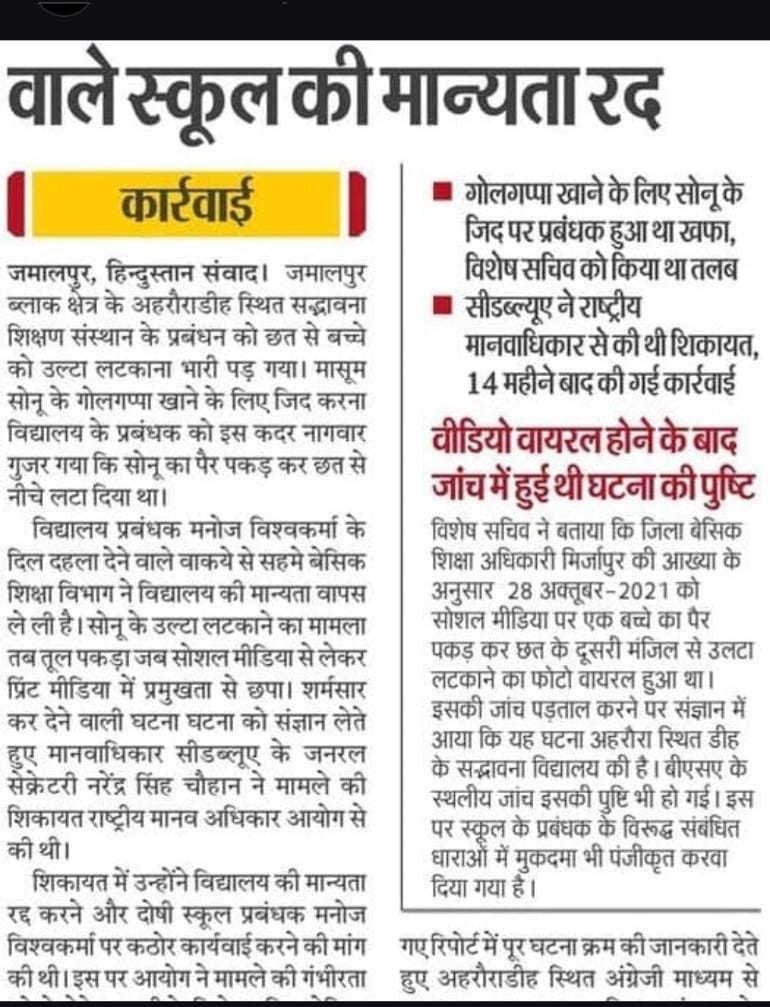 वाले स्कूल की मान्यता रद
कार्रवाई
जमालपुर, हिन्दुस्तान संवाद। जमालपुर
ब्लाक क्षेत्र के अहरौराडीह स्थित सद्भावना
शिक्षण संस्थान के प्रबंधन को छत से बच्चे
को उल्टा लटकाना भारी पड़ गया। मासूम
सोनू के गोलगप्पा खाने के लिए जिद करना
विद्यालय के प्रबंधक को इस कदर नागवार
गुजर गया कि सोनू का पैर पकड़ कर छत से
नीचे लटा दिया था।
विद्यालय प्रबंधक मनोज विश्वकर्मा के
दिल दहला देने वाले वाकये से सहमे बेसिक
शिक्षा विभाग ने विद्यालय की मान्यता वापस
ले ली है। सोनू के उल्टा लटकाने का मामला
तब तूल पकड़ा जब सोशल मीडिया से लेकर
प्रिंट मीडिया में प्रमुखता से छपा। शर्मसार
कर देने वाली घटना घटना को संज्ञान लेते
हुए मानवाधिकार सीडब्लूए के जनरल
सेक्रेटरी नरेंद्र सिंह चौहान ने मामले की
शिकायत राष्ट्रीय मानव अधिकार आयोग से
की थी।
शिकायत में उन्होंने विद्यालय की मान्यता
रद्द करने और दोषी स्कूल प्रबंधक मनोज
विश्वकर्मा पर कठोर कार्यवाई करने की मांग
की थी। इस पर आयोग ने मामले की गंभीरता
गोलगप्पा खाने के लिए सोनू के
जिद पर प्रबंधक हुआ था खफा,
विशेष सचिव को किया था तलब
सीडब्ल्यूए ने राष्ट्रीय
मानवाधिकार से की थी शिकायत,
14 महीने बाद की गई कार्रवाई
वीडियो वायरल होने के बाद
जांच में हुई थी घटना की पुष्टि
विशेष सचिव ने बताया कि जिला बेसिक
शिक्षा अधिकारी मिर्जापुर की आख्या के
अनुसार 28 अक्तूबर-2021 को
सोशल मीडिया पर एक बच्चे का पैर
पकड़ कर छत के दूसरी मंजिल से उलटा
लटकाने का फोटो वायरल हुआ था।
इसकी जांच पड़ताल करने पर संज्ञान में
आया कि यह घटना अहरौरा स्थित डीह
के सद्भावना विद्यालय की है। बीएसए के
स्थलीय जांच इसकी पुष्टि भी हो गई। इस
पर स्कूल के प्रबंधक के विरूद्ध संबंधित
धाराओं में मुकदमा भी पंजीकृत करवा
दिया गया है।
गए रिपोर्ट में पूर घटना क्रम की जानकारी देते
हुए अहरौराडीह स्थित अंग्रेजी माध्यम से